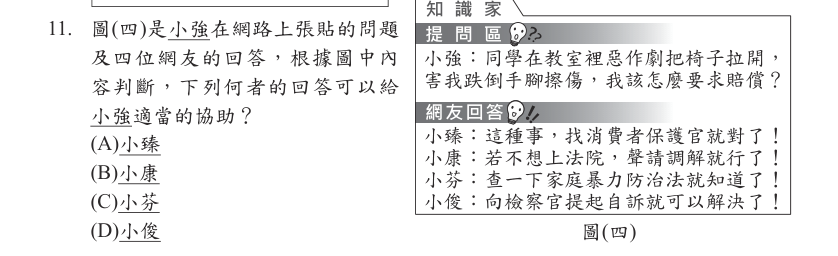 11. 圖(四)是小強在網路上張貼的問題
及四位網友的回答，根據圖中內
容判斷，下列何者的回答可以給
小強適當的協助？
(A)小臻
(B)小康
(C)小芬
(D)小俊
知識家
提問區
小強：同學在教室裡惡作劇把椅子拉開，
害我跌倒手腳擦傷，我該怎麼要求賠償？
網友回答
小臻：這種事，找消費者保護官就對了！
小康：若不想上法院，聲請調解就行了！
小芬：查一下家庭暴力防治法就知道了！
小俊：向檢察官提起自訴就可以解決了！
圖(四)